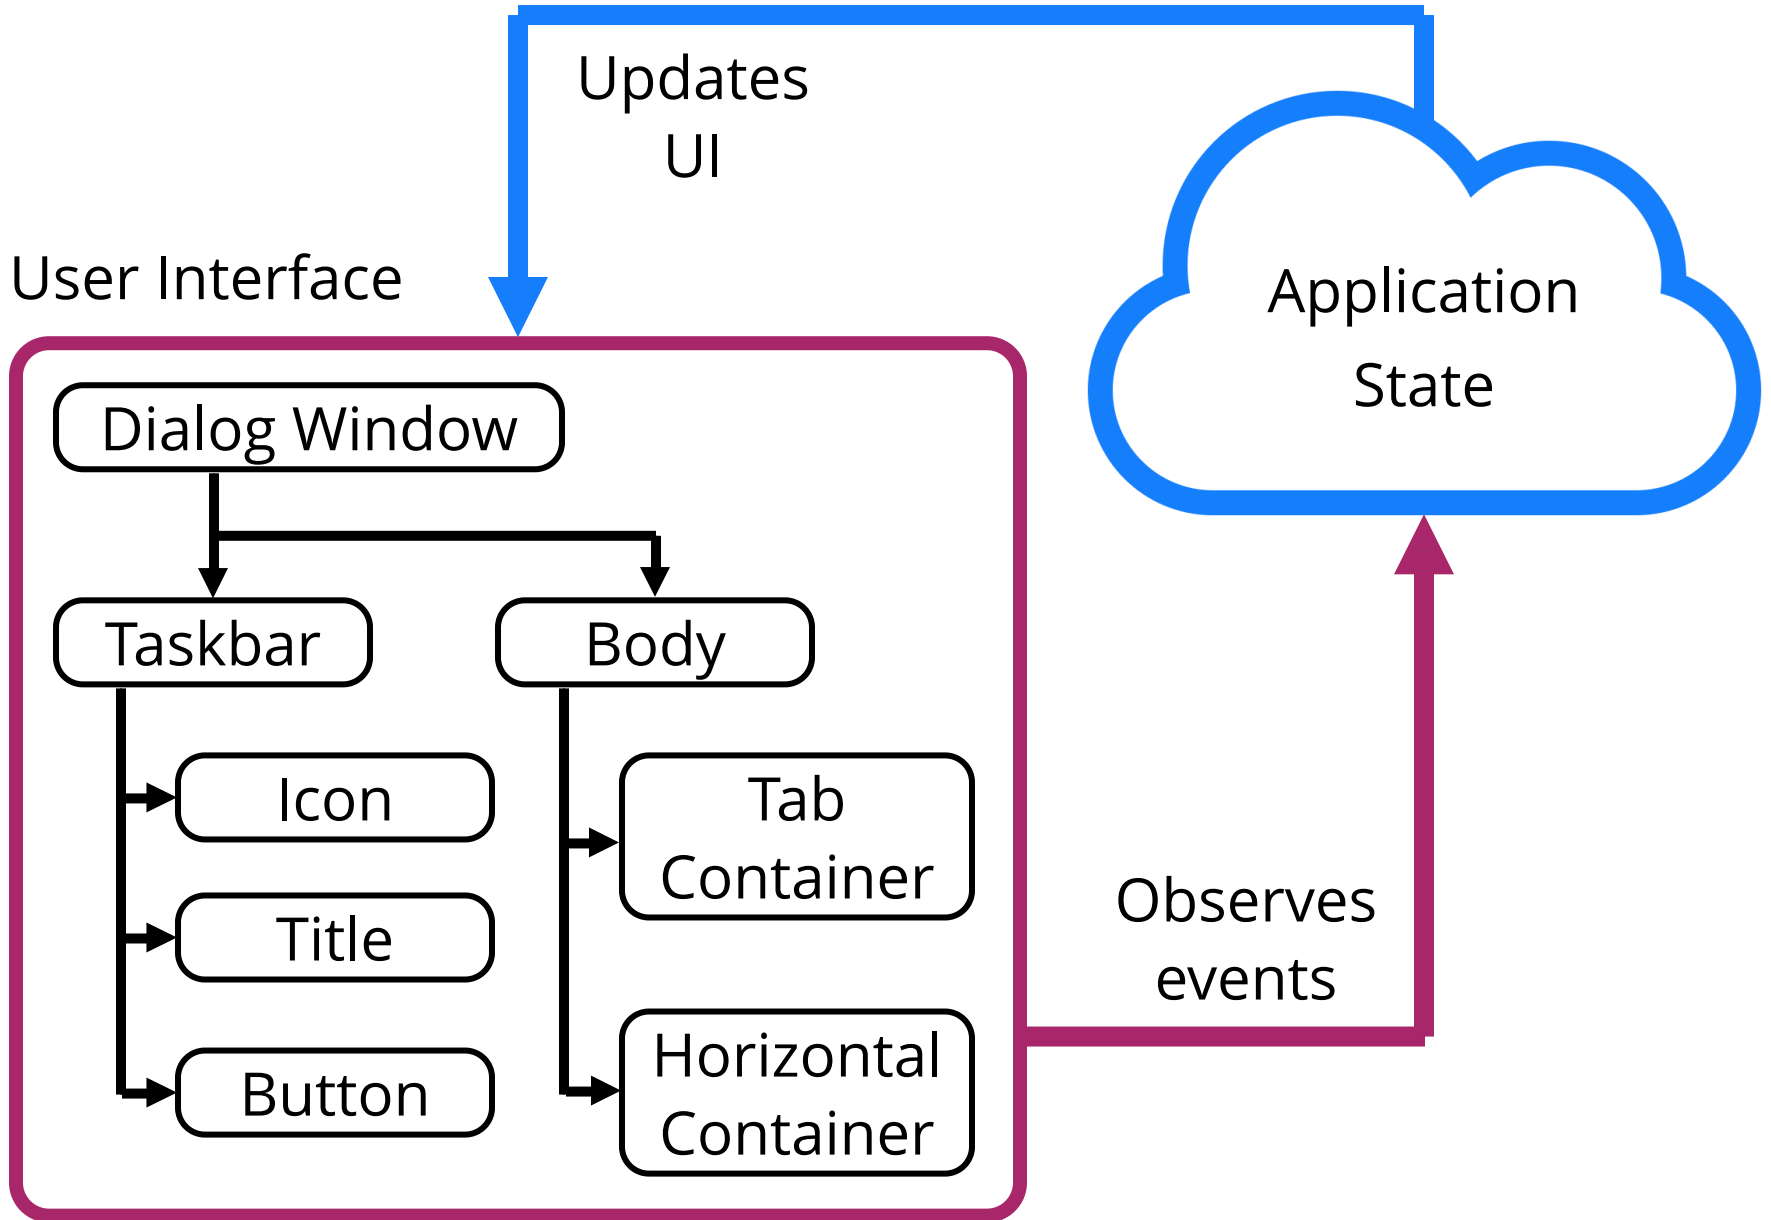 Updates
UI
User Interface
Application
State
Dialog Window
Taskbar
Body
Icon
Title
Button
Tab
Container
Horizontal
Container
Observes
events